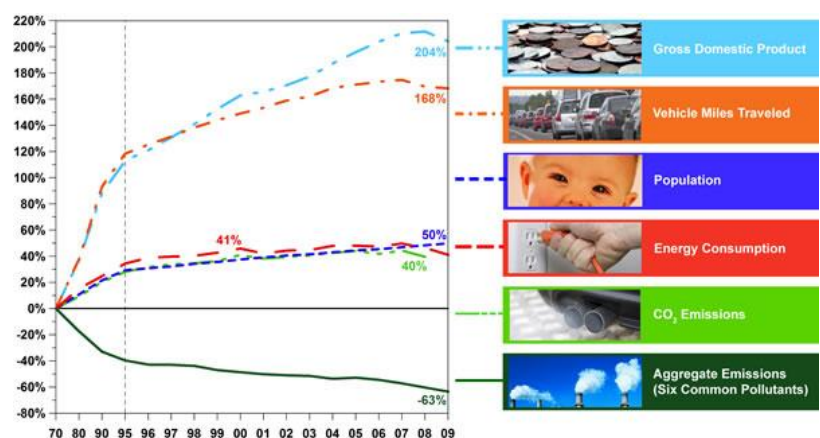 220%
200%
180%
160%
140%
120%
100%
80%
60%
40%
20%
0%
-20%
-40%
-60%
-80%
70 80 90 95 96 97 98 99 00 01 02 03 04 05 06 07 08 09
204%
168%
41%
50%
40%
-63%
Gross Domestic Product
Vehicle Miles Traveled
Population
Energy Consumption
CO₂ Emissions
Aggregate Emissions
(Six Common Pollutants)